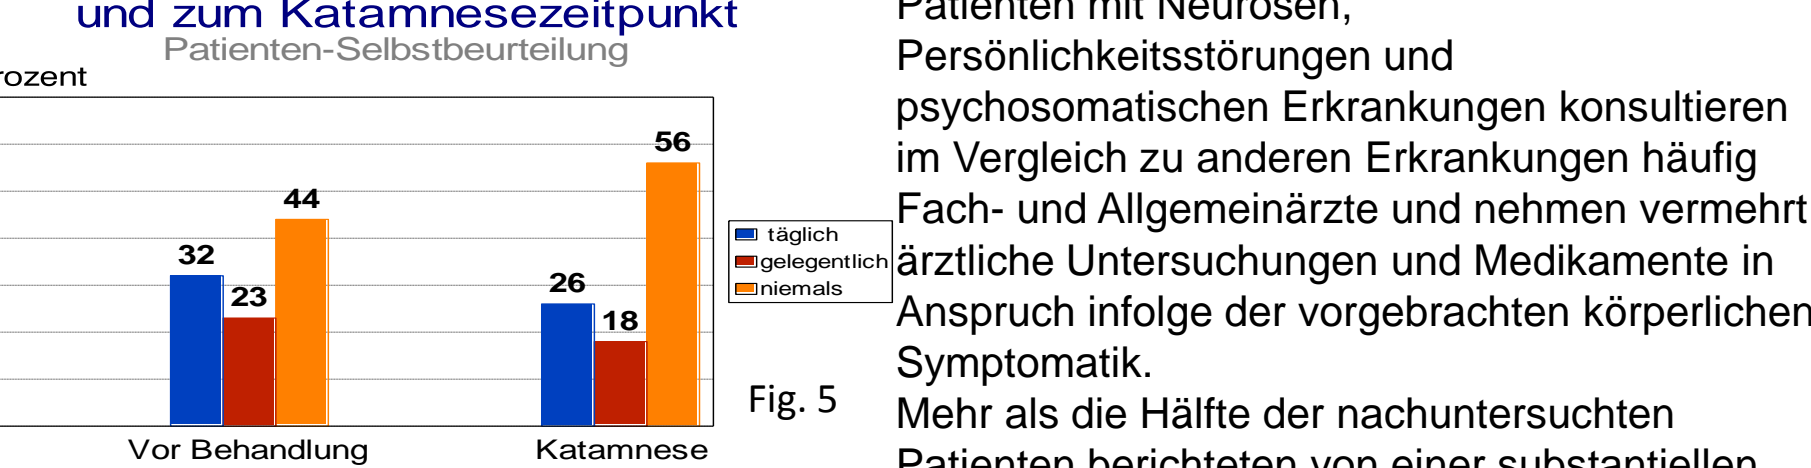 und zum Katamnesezeitpunkt
Patienten-Selbstbeurteilung
rozent
56
44
32
26
23
18
täglich
gelegentlich
niemals
Fig. 5
Vor Behandlung
Katamnese
Patienten mit Neurosen,
Persönlichkeitsstörungen und
psychosomatischen Erkrankungen konsultieren
im Vergleich zu anderen Erkrankungen häufig
Fach- und Allgemeinärzte und nehmen vermehrt
ärztliche Untersuchungen und Medikamente in
Anspruch infolge der vorgebrachten körperlichen
Symptomatik.
Mehr als die Hälfte der nachuntersuchten
Patienten berichteten von einer substantiellen